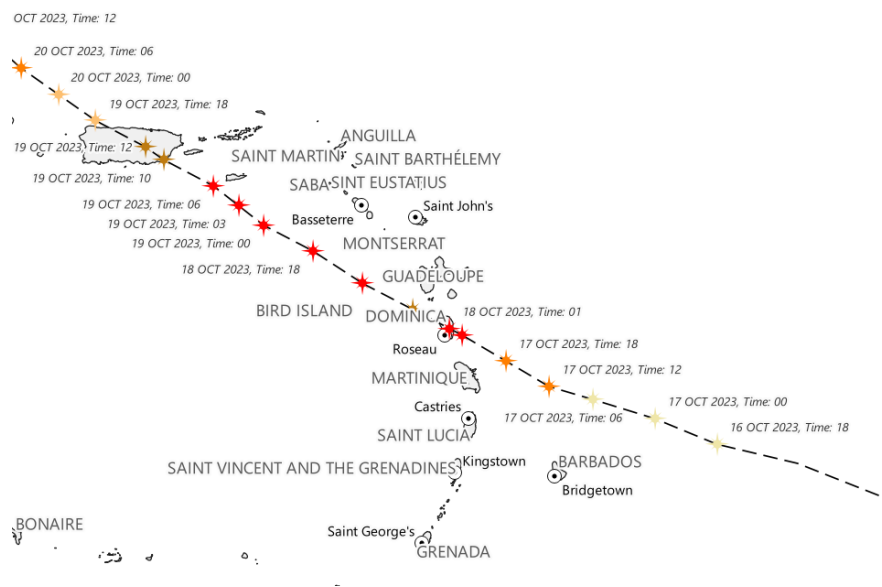 OCT 2023, Time: 12
20 OCT 2023, Time: 06
20 OCT 2023, Time: 00
19 OCT 2023, Time: 18
ANGUILLA
19 OCT 2023, Time: 12
SAINT MARTIN
SAINT BARTHÉLEMY
19 OCT 2023, Time: 10
SABA
SINT EUSTATIUS
19 OCT 2023, Time: 06
Saint John's
Basseterre
19 OCT 2023, Time: 03
19 OCT 2023, Time: 00
MONTSERRAT
18 OCT 2023, Time: 18
GUADELOUPE
BIRD ISLAND
DOMINICA
18 OCT 2023, Time: 01
Roseau
17 OCT 2023, Time: 18
17 OCT 2023, Time: 12
MARTINIQUE
17 OCT 2023, Time: 00
Castries
17 OCT 2023, Time: 06
16 OCT 2023, Time: 18
SAINT LUCIA
Kingstown
BARBADOS
SAINT VINCENT AND THE GRENADINES
Bridgetown
BONAIRE
Saint George's
GRENADA